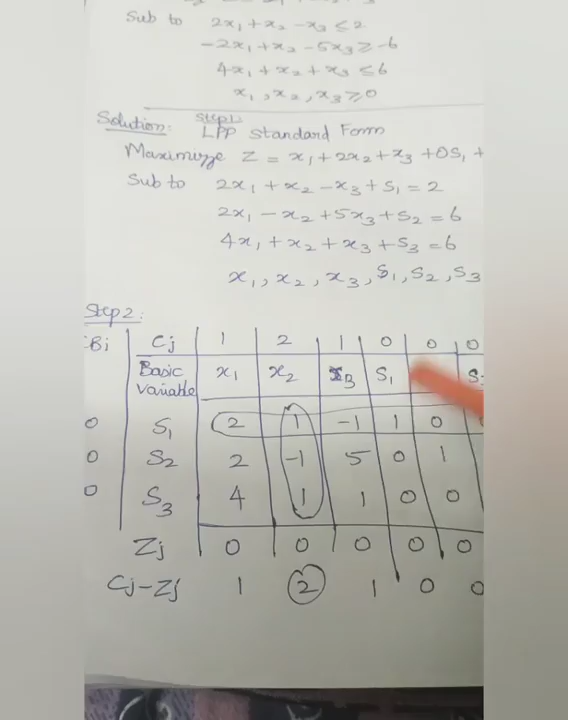 Sub to 2x₁ + x₂ - x₃ ≤ 2
-2x₁ + x₂ - 5x₃ ≥ -6
4x₁ + x₂ + x₃ ≤ 6
x₁, x₂, x₃ ≥ 0
Solution: Step1:
LPP Standard Form
Maximize Z = x₁ + 2x₂ + x₃ + 0S₁ +
Sub to 2x₁ + x₂ - x₃ + S₁ = 2
2x₁ - x₂ + 5x₃ + S₂ = 6
4x₁ + x₂ + x₃ + S₃ = 6
x₁, x₂, x₃, S₁, S₂, S₃
Step2:
CBi Cj 1 2 1 0 0 0
Basic Variable x₁ x₂ x₃ S₁
0 S₁ 2 1 -1 1 0
0 S₂ 2 -1 5 0 1
0 S₃ 4 1 1 0 0
Zj 0 0 0 0 0
Cj-Zj 1 2 1 0 0